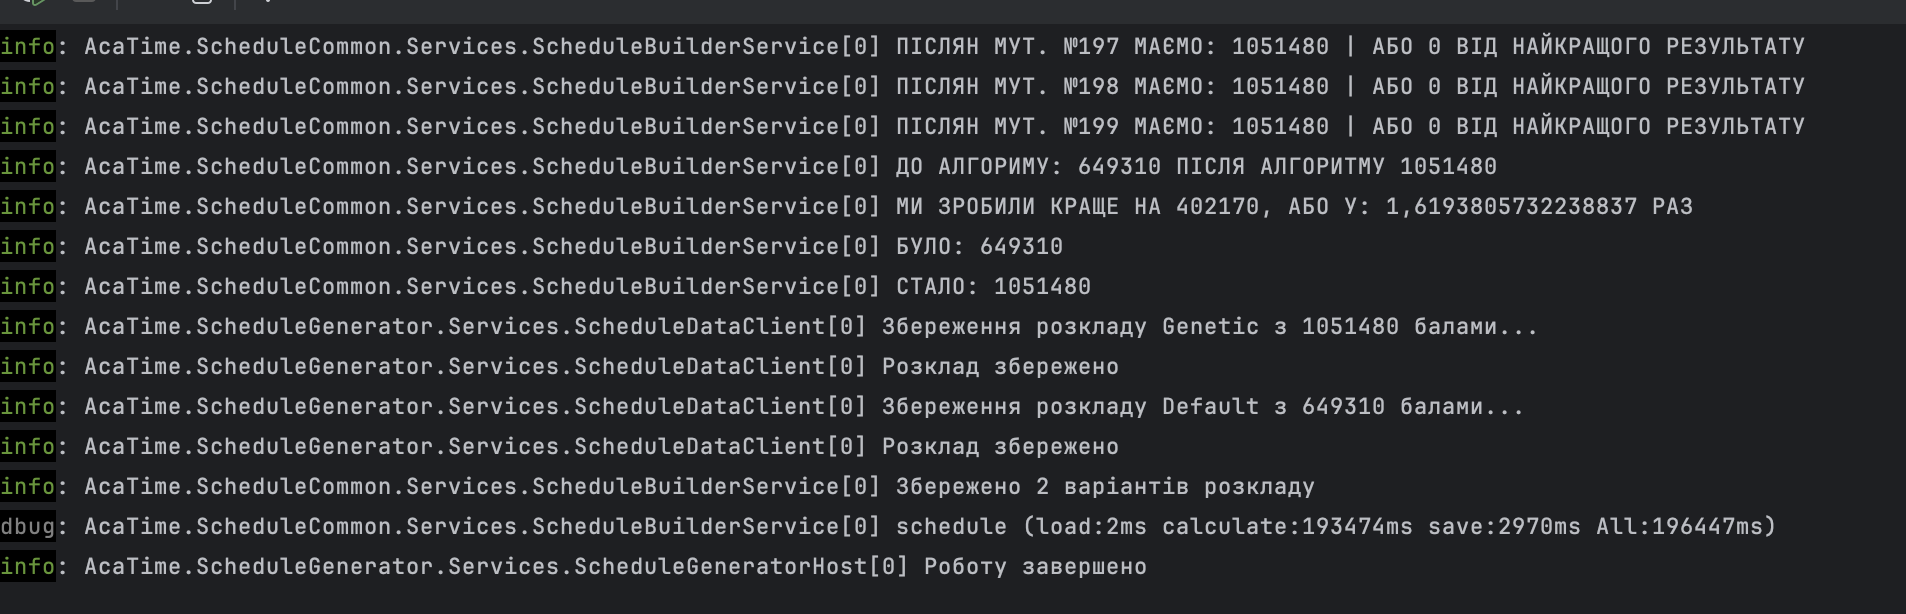 info: AcaTime.ScheduleCommon.Services.ScheduleBuilderService[0] ПІСЛЯН МУТ. №197 МАЄМО: 1051480 | АБО 0 ВІД НАЙКРАЩОГО РЕЗУЛЬТАТУ
info: AcaTime.ScheduleCommon.Services.ScheduleBuilderService[0] ПІСЛЯН МУТ. №198 МАЄМО: 1051480 | АБО 0 ВІД НАЙКРАЩОГО РЕЗУЛЬТАТУ
info: AcaTime.ScheduleCommon.Services.ScheduleBuilderService[0] ПІСЛЯН МУТ. №199 МАЄМО: 1051480 | АБО 0 ВІД НАЙКРАЩОГО РЕЗУЛЬТАТУ
info: AcaTime.ScheduleCommon.Services.ScheduleBuilderService[0] ДО АЛГОРИМУ: 649310 ПІСЛЯ АЛГОРИТМУ 1051480
info: AcaTime.ScheduleCommon.Services.ScheduleBuilderService[0] МИ ЗРОБИЛИ КРАЩЕ НА 402170, АБО У: 1,6193805732238837 РАЗ
info: AcaTime.ScheduleCommon.Services.ScheduleBuilderService[0] БУЛО: 649310
info: AcaTime.ScheduleCommon.Services.ScheduleBuilderService[0] СТАЛО: 1051480
info: AcaTime.ScheduleGenerator.Services.ScheduleDataClient[0] Збереження розкладу Genetic з 1051480 балами...
info: AcaTime.ScheduleGenerator.Services.ScheduleDataClient[0] Розклад збережено
info: AcaTime.ScheduleGenerator.Services.ScheduleDataClient[0] Збереження розкладу Default з 649310 балами...
info: AcaTime.ScheduleGenerator.Services.ScheduleDataClient[0] Розклад збережено
info: AcaTime.ScheduleCommon.Services.ScheduleBuilderService[0] Збережено 2 варіантів розкладу
dbug: AcaTime.ScheduleCommon.Services.ScheduleBuilderService[0] schedule (load:2ms calculate:193474ms save:2970ms All:196447ms)
info: AcaTime.ScheduleGenerator.Services.ScheduleGeneratorHost[0] Роботу завершено